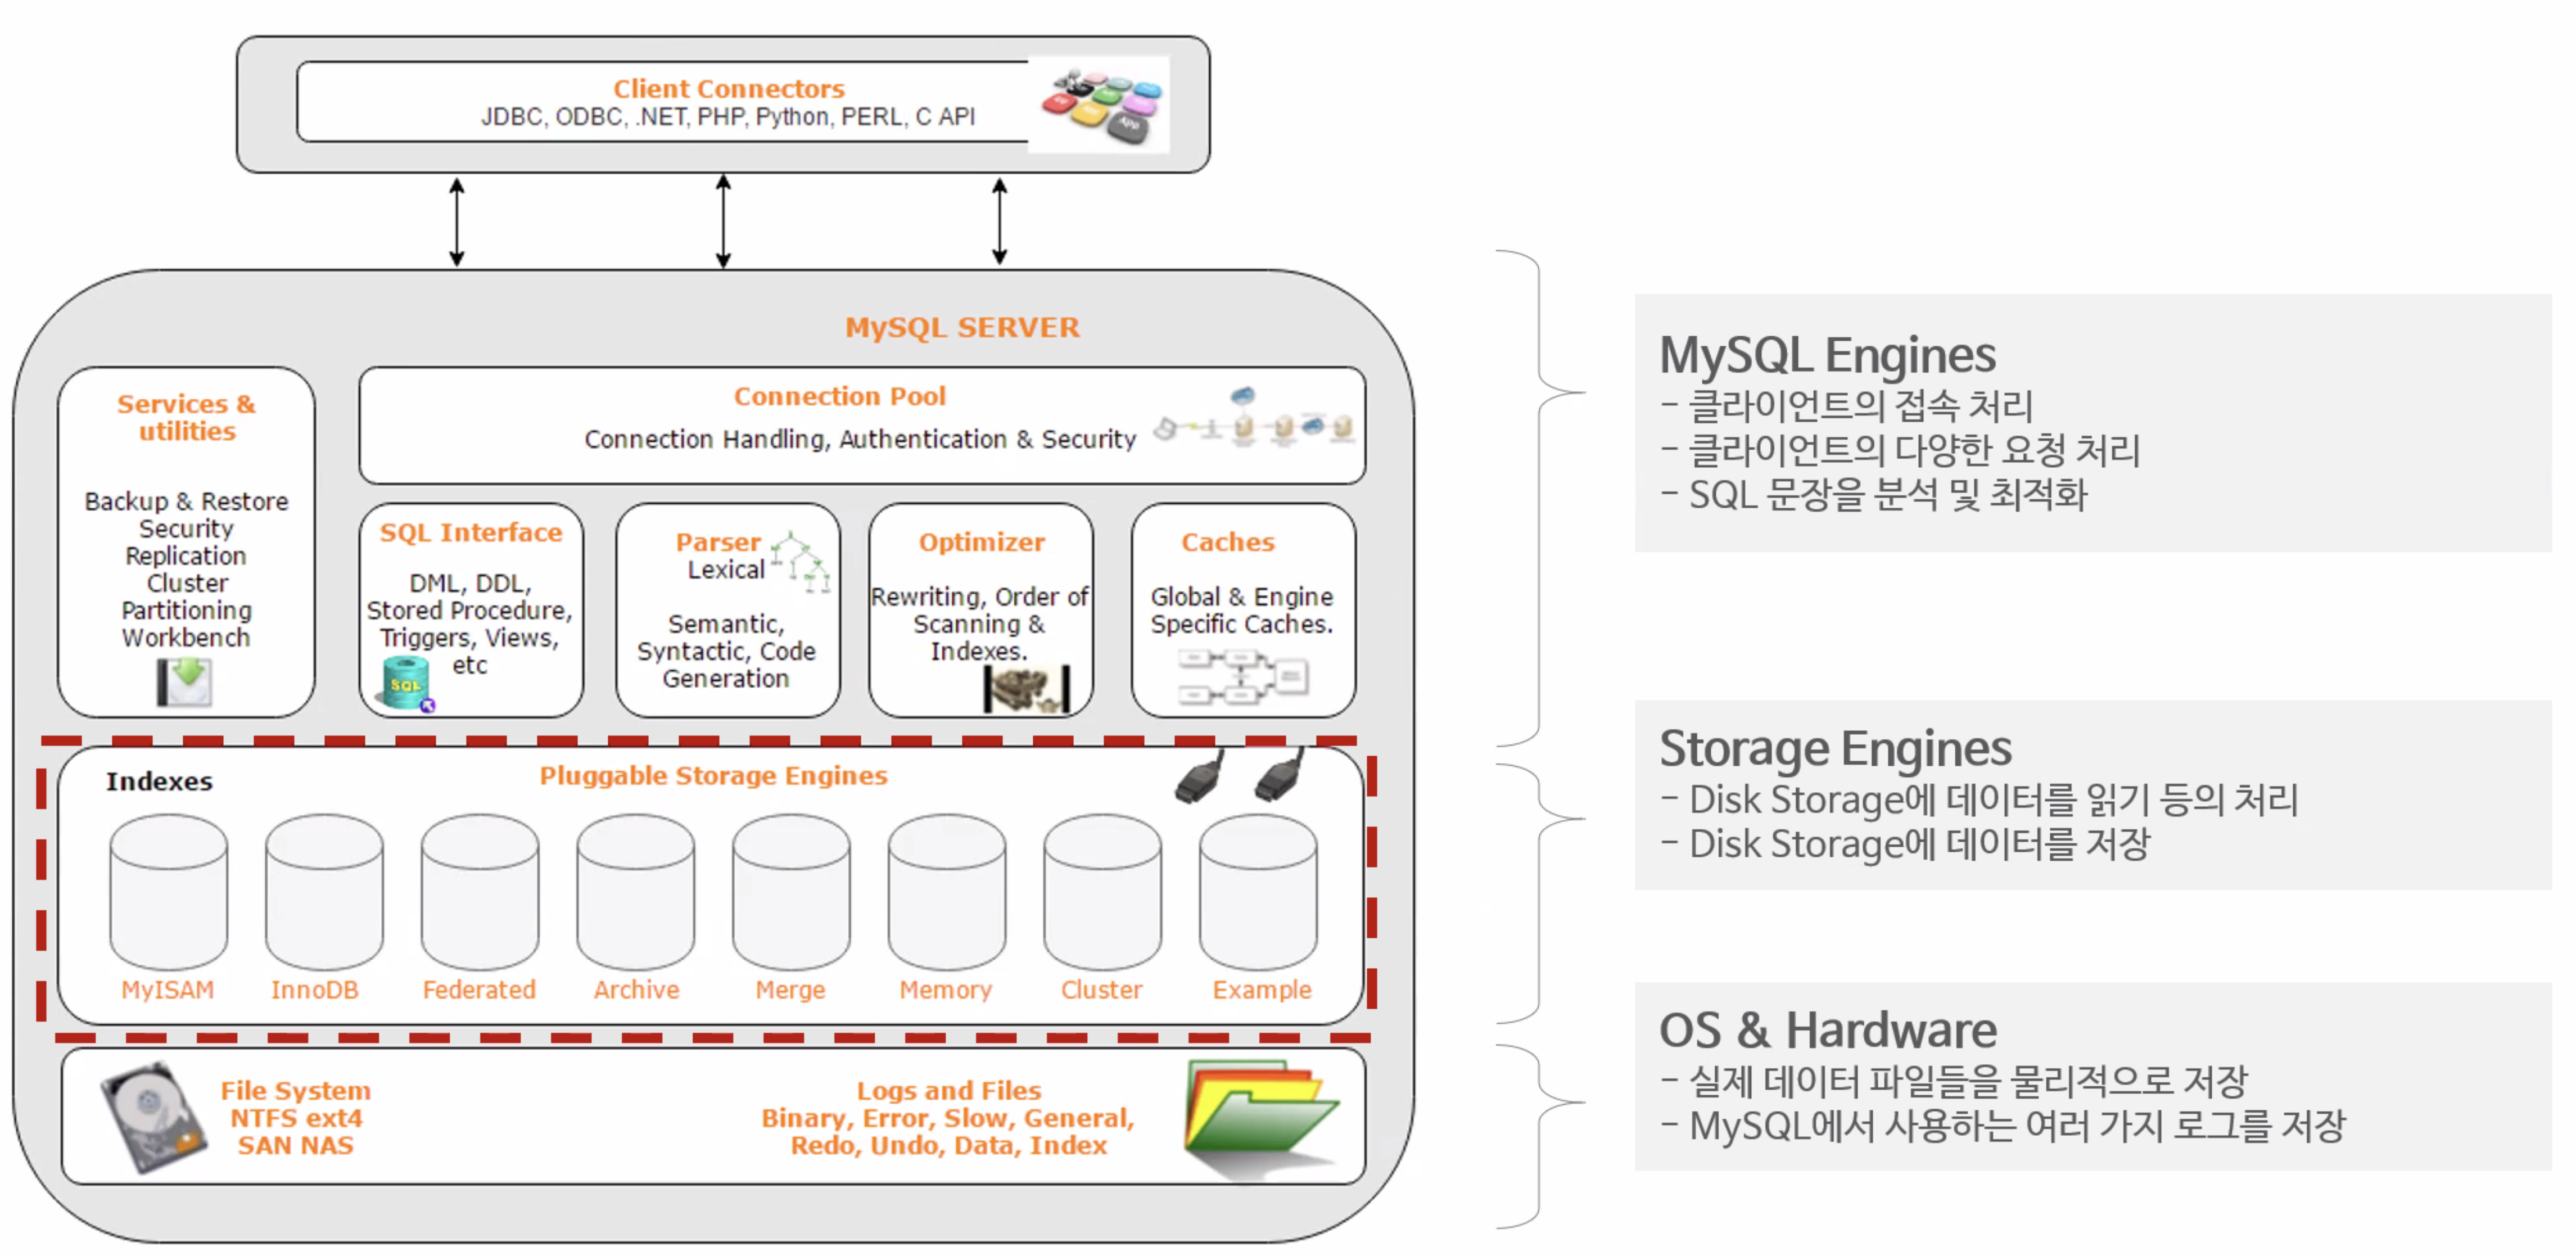 Client Connectors
JDBC, ODBC, .NET, PHP, Python, PERL, C API
App
MySQL SERVER
Services &
utilities
Backup & Restore
Security
Replication
Cluster
Partitioning
Workbench
Connection Pool
Connection Handling, Authentication & Security
SQL Interface
DML, DDL,
Stored Procedure,
Triggers, Views,
etc
SQL
Parser
Lexical
Semantic,
Syntactic, Code
Generation
Optimizer
Rewriting, Order of
Scanning &
Indexes.
Caches
Global & Engine
Specific Caches.
Indexes
Pluggable Storage Engines
MyISAM
InnoDB
Federated
Archive
Merge
Memory
Cluster
Example
File System
NTFS ext4
SAN NAS
Logs and Files
Binary, Error, Slow, General,
Redo, Undo, Data, Index
MySQL Engines
- 클라이언트의 접속 처리
- 클라이언트의 다양한 요청 처리
- SQL 문장을 분석 및 최적화
Storage Engines
- Disk Storage에 데이터를 읽기 등의 처리
- Disk Storage에 데이터를 저장
OS & Hardware
- 실제 데이터 파일들을 물리적으로 저장
- MySQL에서 사용하는 여러 가지 로그를 저장